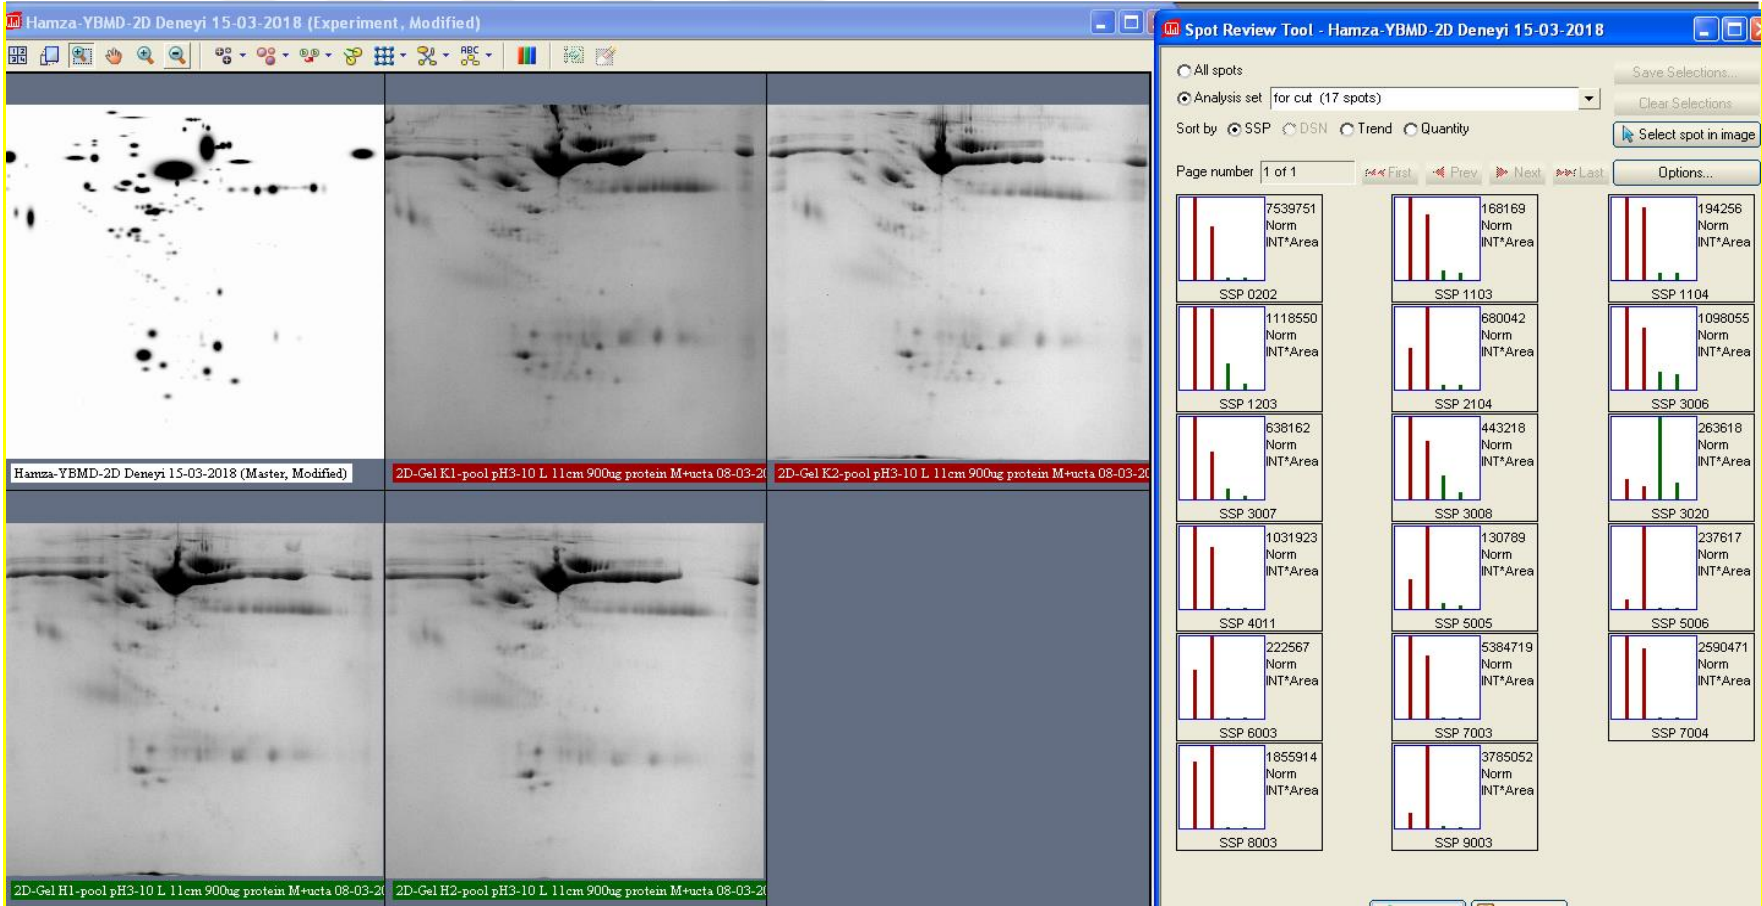 Hamza-YBMD-2D Deneyi 15-03-2018 (Experiment, Modified)
ABC
Hamza-YBMD-2D Deneyi 15-03-2018 (Master, Modified)
2D-Gel K1-pool pH3-10 L 11cm 900ug protein M+ucta 08-03-20
2D-Gel K2-pool pH3-10 L 11cm 900ug protein M+ucta 08-03-20
2D-Gel H1-pool pH3-10 L 11cm 900ug protein M+ucta 08-03-20
2D-Gel H2-pool pH3-10 L 11cm 900ug protein M+ucta 08-03-20
Spot Review Tool - Hamza-YBMD-2D Deneyi 15-03-2018
All spots
Save Selections...
Analysis set for cut (17 spots)
Clear Selections
Sort by SSP DSN Trend Quantity
Select spot in image
Page number 1 of 1 First Prev Next Last Options...
7539751
Norm
INT*Area
SSP 0202
168169
Norm
INT*Area
SSP 1103
194256
Norm
INT*Area
SSP 1104
1118550
Norm
INT*Area
SSP 1203
680042
Norm
INT*Area
SSP 2104
1098055
Norm
INT*Area
SSP 3006
638162
Norm
INT*Area
SSP 3007
443218
Norm
INT*Area
SSP 3008
263618
Norm
INT*Area
SSP 3020
1031923
Norm
INT*Area
SSP 4011
130789
Norm
INT*Area
SSP 5005
237617
Norm
INT*Area
SSP 5006
222567
Norm
INT*Area
SSP 6003
5384719
Norm
INT*Area
SSP 7003
2590471
Norm
INT*Area
SSP 7004
1855914
Norm
INT*Area
SSP 8003
3785052
Norm
INT*Area
SSP 9003